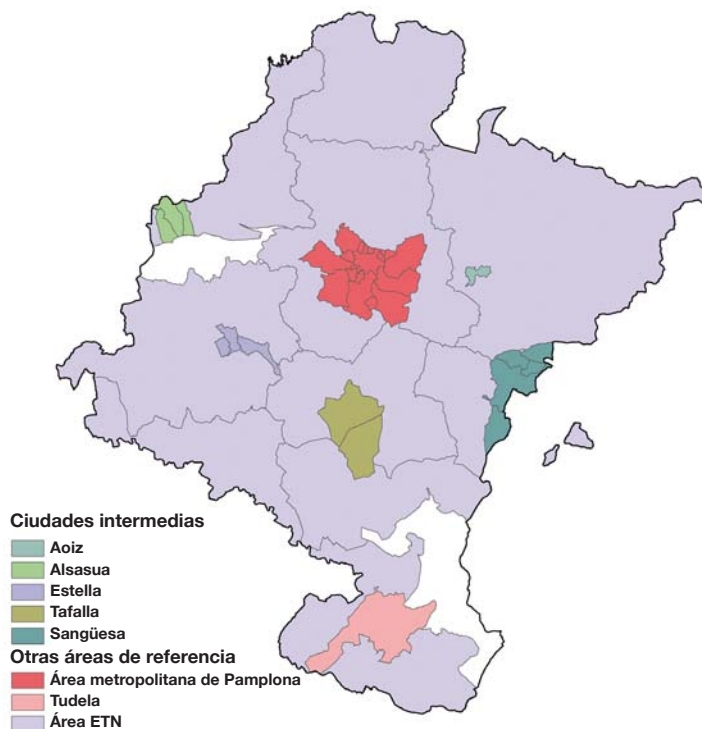 Ciudades intermedias
Aoiz
Alsasua
Estella
Tafalla
Sangüesa
Otras áreas de referencia
Área metropolitana de Pamplona
Tudela
Área ETN